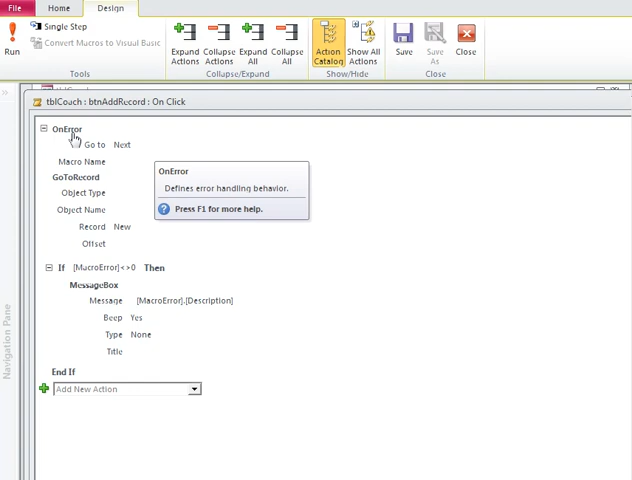 File Home Design
Run
Single Step
Convert Macros to Visual Basic
Tools
Expand Actions
Collapse Actions
Expand All
Collapse All
Collapse/Expand
Action Catalog
Show All Actions
Show/Hide
Save
Save As
Close
Close
tblCoach : btnAddRecord : On Click
OnError
Go to Next
Macro Name
GoToRecord
Object Type
Object Name
Record New
Offset
OnError
Defines error handling behavior.
Press F1 for more help.
If [MacroError]<>0 Then
MessageBox
Message [MacroError].[Description]
Beep Yes
Type None
Title
End If
Add New Action
Navigation Pane